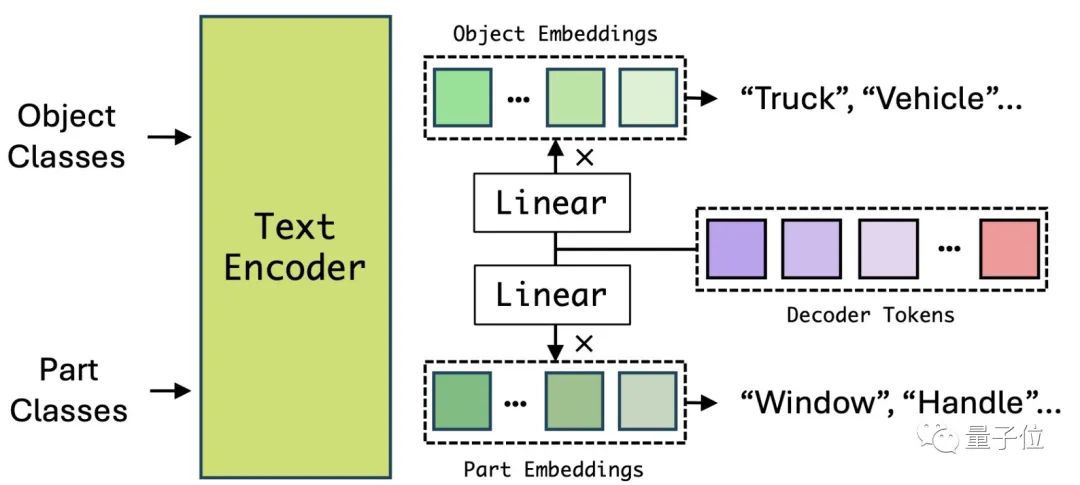 Object Embeddings
Object
Classes
“Truck”, “Vehicle”...
×
Linear
Text
Encoder
...
Linear
Decoder Tokens
×
Part
Classes
“Window”, “Handle”...
量子位
Part Embeddings